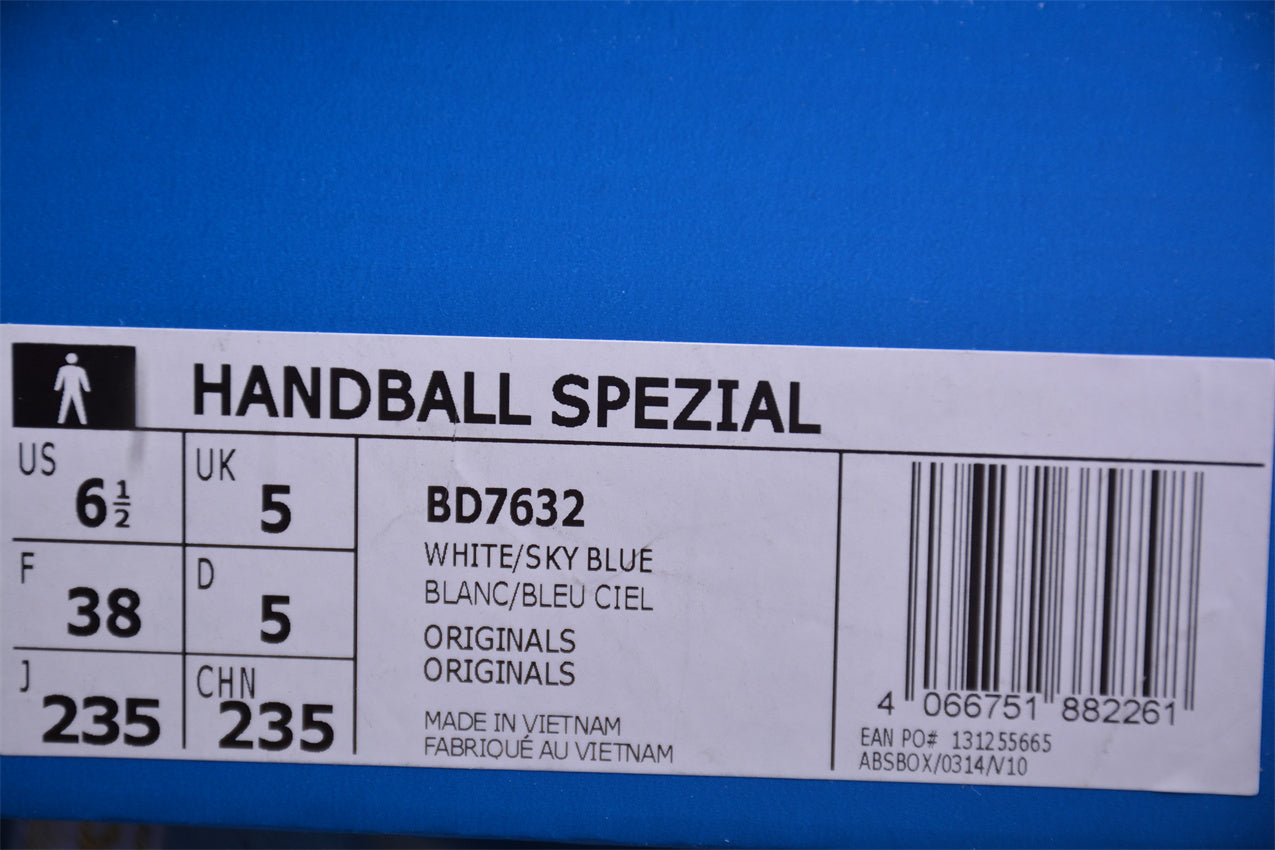 HANDBALL SPEZIAL
US
6½
UK
5
F
38
D
5
J
235
CHN
235
BD7632
WHITE/SKY BLUE
BLANC/BLEU CIEL
ORIGINALS
ORIGINALS
MADE IN VIETNAM
FABRIQUÉ AU VIETNAM
4 066751 882261
EAN PO# 131255665
ABSBOX/0314/V10